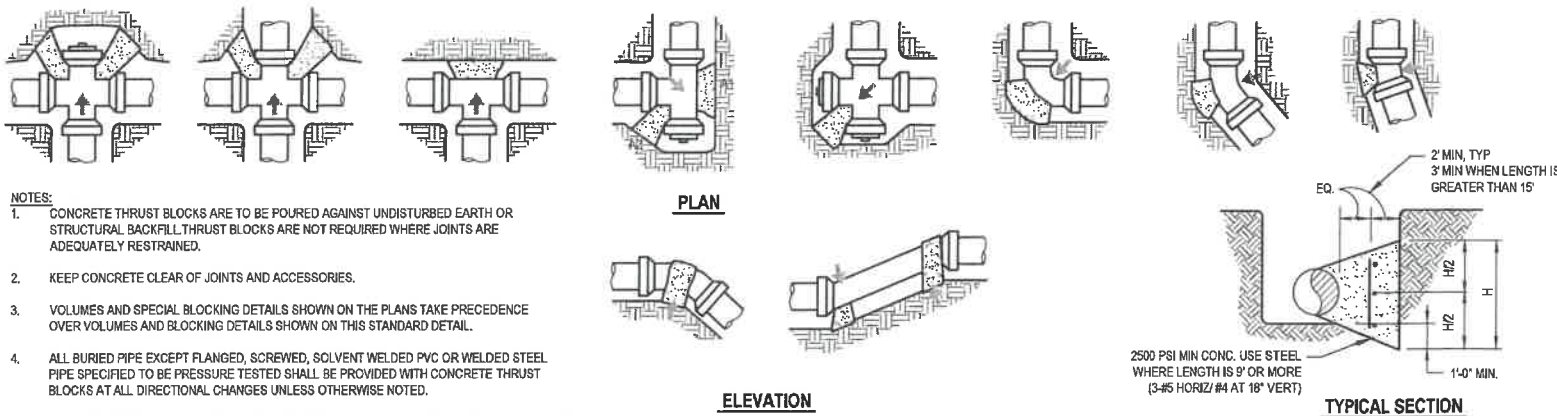 NOTES:
1. CONCRETE THRUST BLOCKS ARE TO BE POURED AGAINST UNDISTURBED EARTH OR
STRUCTURAL BACKFILL.THRUST BLOCKS ARE NOT REQUIRED WHERE JOINTS ARE
ADEQUATELY RESTRAINED.
2. KEEP CONCRETE CLEAR OF JOINTS AND ACCESSORIES.
3. VOLUMES AND SPECIAL BLOCKING DETAILS SHOWN ON THE PLANS TAKE PRECEDENCE
OVER VOLUMES AND BLOCKING DETAILS SHOWN ON THIS STANDARD DETAIL.
4. ALL BURIED PIPE EXCEPT FLANGED, SCREWED, SOLVENT WELDED PVC OR WELDED STEEL
PIPE SPECIFIED TO BE PRESSURE TESTED SHALL BE PROVIDED WITH CONCRETE THRUST
BLOCKS AT ALL DIRECTIONAL CHANGES UNLESS OTHERWISE NOTED.
PLAN
ELEVATION
2' MIN, TYP
3' MIN WHEN LENGTH IS
GREATER THAN 15'
EQ.
H/2
H
H/2
2500 PSI MIN CONC. USE STEEL
WHERE LENGTH IS 9' OR MORE
(3-#5 HORIZ/ #4 AT 18" VERT)
1'-0" MIN.
TYPICAL SECTION